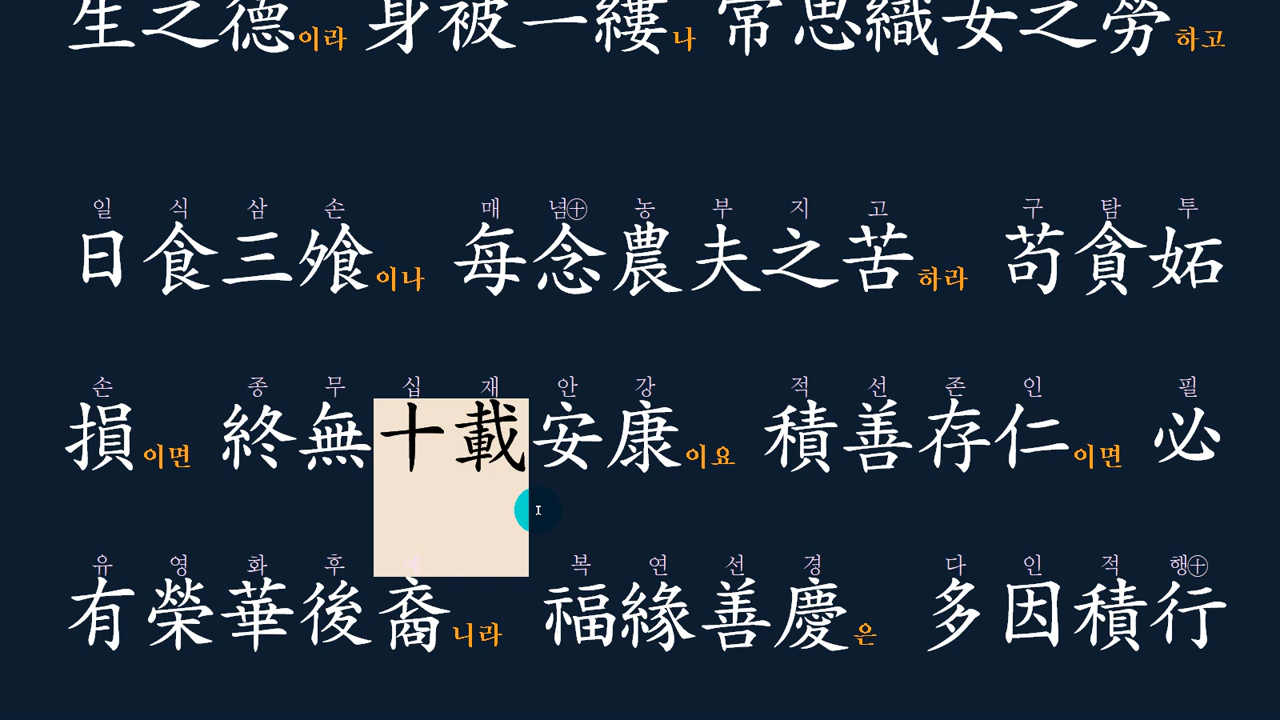 生之德이라 身被一縷나 常思織女之勞하고
일 식 삼 손 매 념㊉ 농 부 지 고 구 탐 투
日食三飱이나 每念農夫之苦하라 苟貪妬
손 종 무 십 재 안 강 적 선 존 인 필
損이면 終無十載安康이요 積善存仁이면 必
유 영 화 후 예 복 연 선 경 다 인 적 행㊉
有榮華後裔니라 福緣善慶은 多因積行